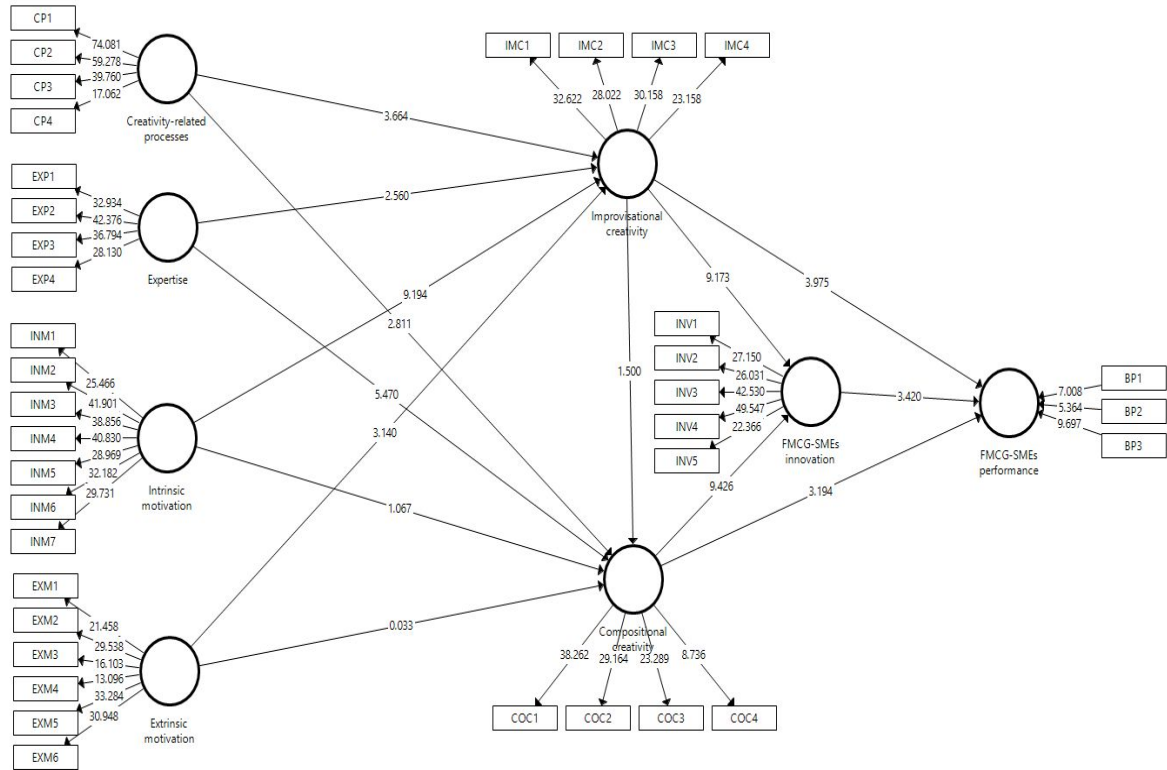 CP1
CP2
CP3
CP4
74.081
59.278
39.760
17.062
Creativity-related
processes
EXP1
EXP2
EXP3
EXP4
32.934
42.376
36.794
28.130
Expertise
INM1
INM2
INM3
INM4
INM5
INM6
INM7
25.466
41.901
38.856
40.830
28.969
32.182
29.731
Intrinsic
motivation
EXM1
EXM2
EXM3
EXM4
EXM5
EXM6
21.458
29.538
16.103
13.096
33.284
30.948
Extrinsic
motivation
3.664
2.560
9.194
2.811
5.470
3.140
1.067
0.033
IMC1
IMC2
IMC3
IMC4
32.622
28.022
30.158
23.158
Improvisational
creativity
1.500
9.173
3.975
INV1
INV2
INV3
INV4
INV5
27.150
26.031
42.530
49.547
22.366
FMCG-SMEs
innovation
9.426
3.420
3.194
Compositional
creativity
38.262
29.164
23.289
8.736
COC1
COC2
COC3
COC4
FMCG-SMEs
performance
7.008
5.364
9.697
BP1
BP2
BP3